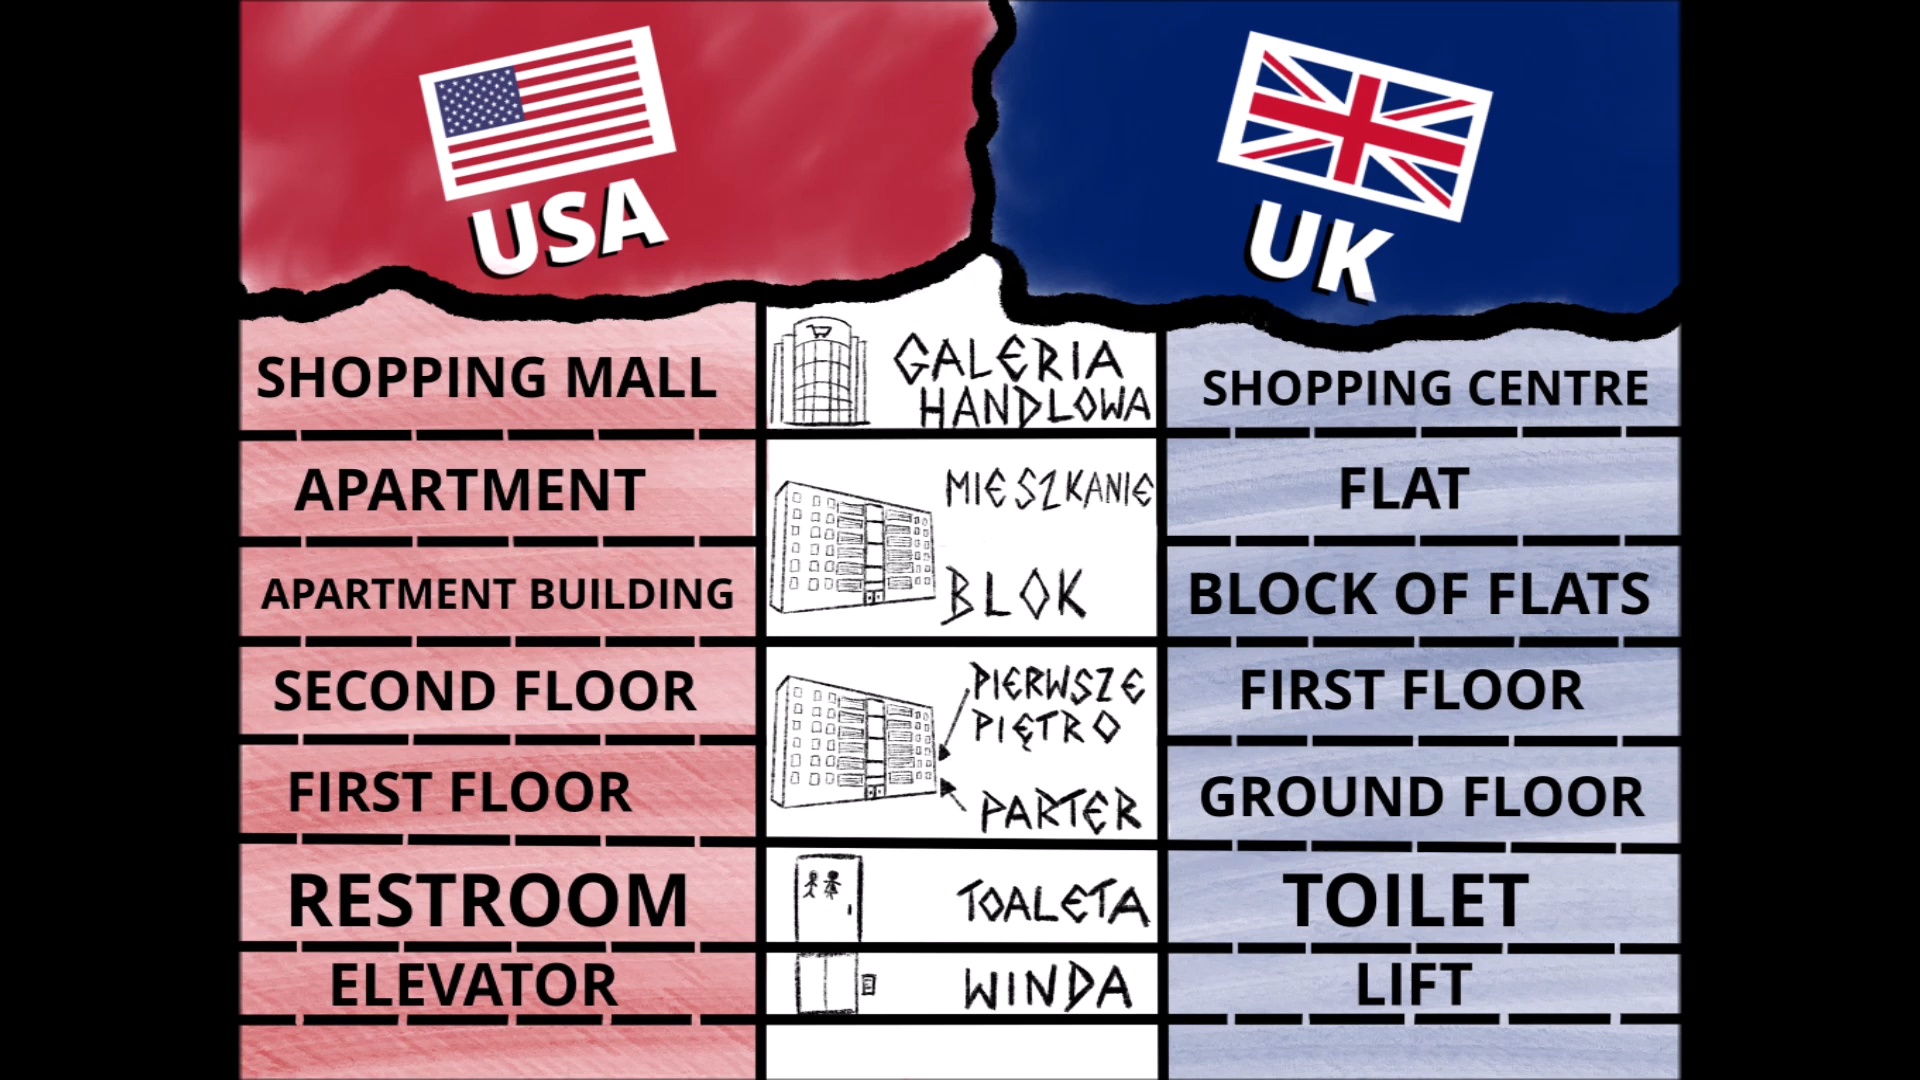 USA
UK
SHOPPING MALL
GALERIA
HANDLOWA
SHOPPING CENTRE
APARTMENT
MIESZKANIE
FLAT
APARTMENT BUILDING
BLOK
BLOCK OF FLATS
SECOND FLOOR
PIERWSZE
PIĘTRO
FIRST FLOOR
FIRST FLOOR
PARTER
GROUND FLOOR
RESTROOM
TOALETA
TOILET
ELEVATOR
WINDA
LIFT